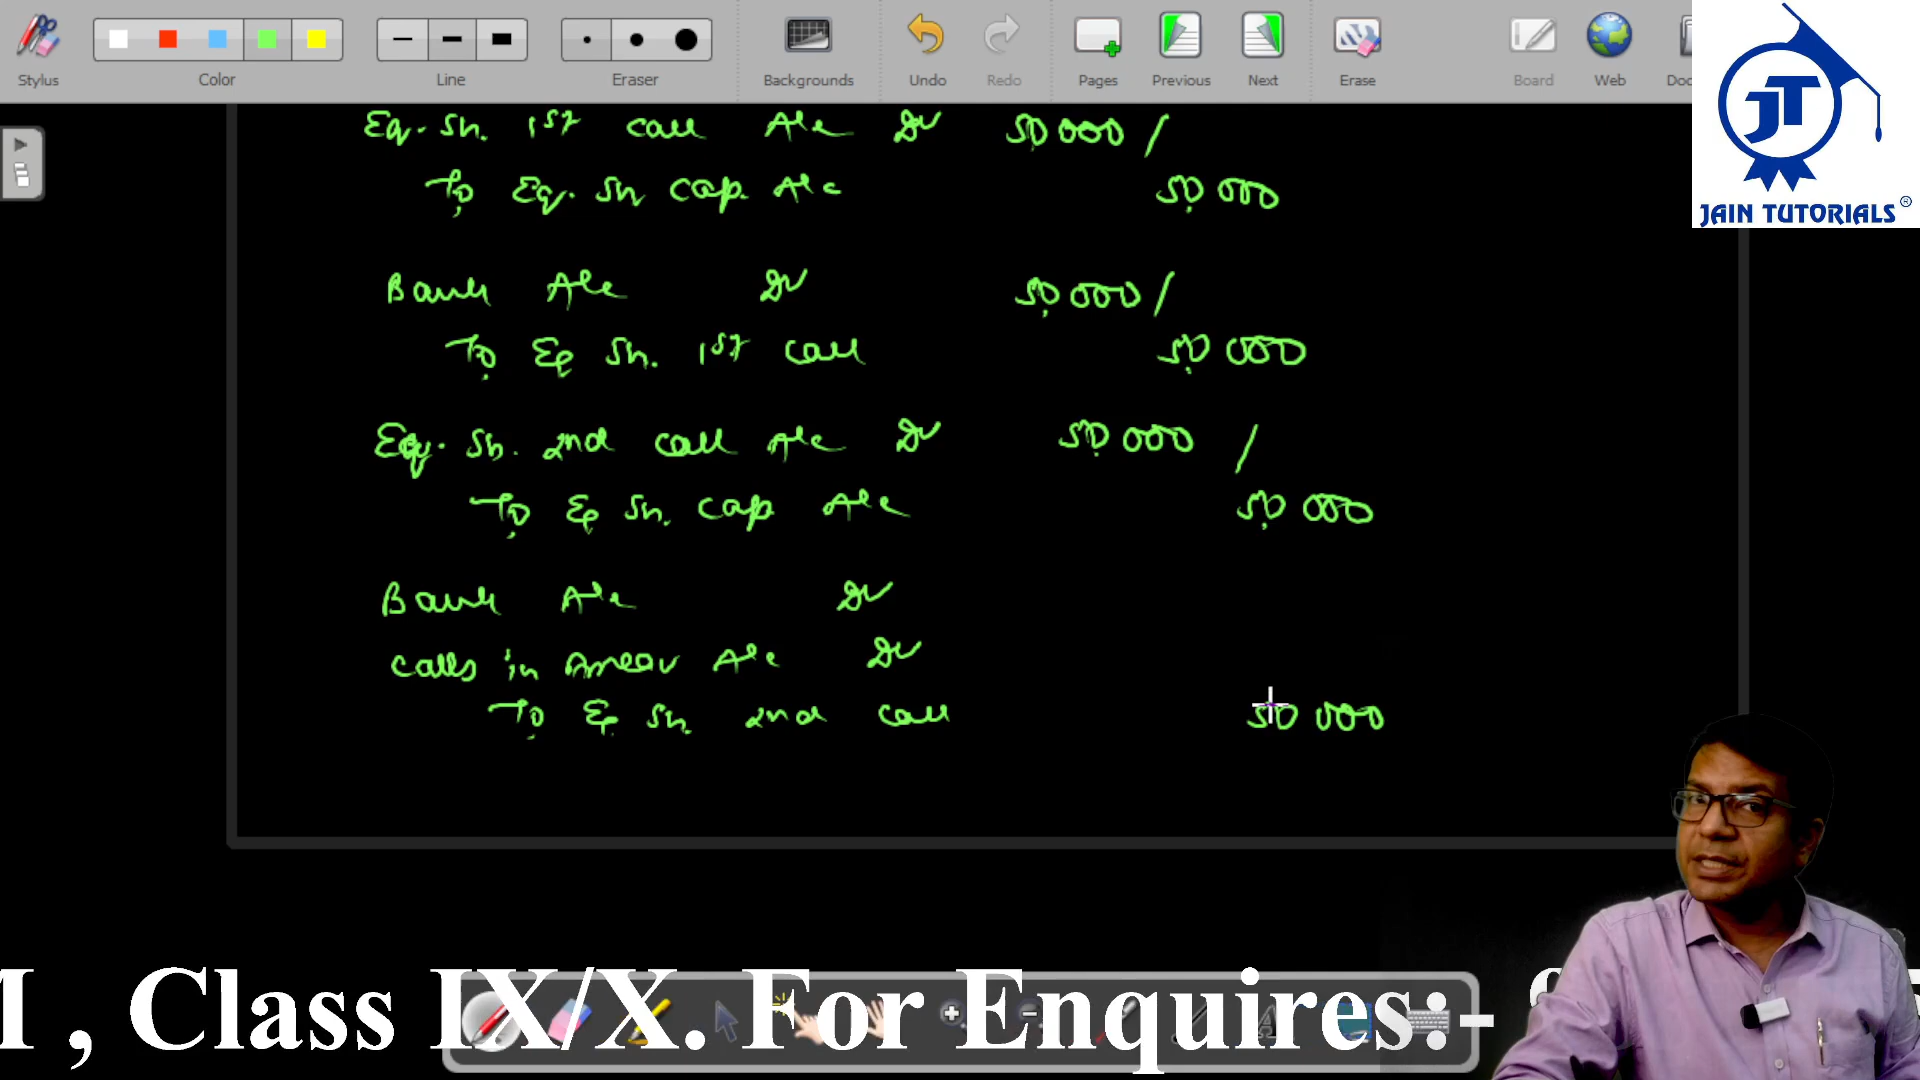 Stylus
Color
Line
Eraser
Backgrounds
Undo
Redo
Pages
Previous
Next
Erase
Board
Web
Doc
JT
JAIN TUTORIALS ®
Eq. Sh. 1st call A/c Dr 50,000 /
To Eq. Sh Cap. A/c 50,000
Bank A/c Dr 50,000 /
To Eq Sh. 1st call 50,000
Eq. Sh. 2nd call A/c Dr 50,000 /
To Eq Sh. Cap A/c 50,000
Bank A/c Dr
Calls in Arrear A/c Dr
To Eq Sh. 2nd call 50 000
, Class IX/X. For Enquires:-